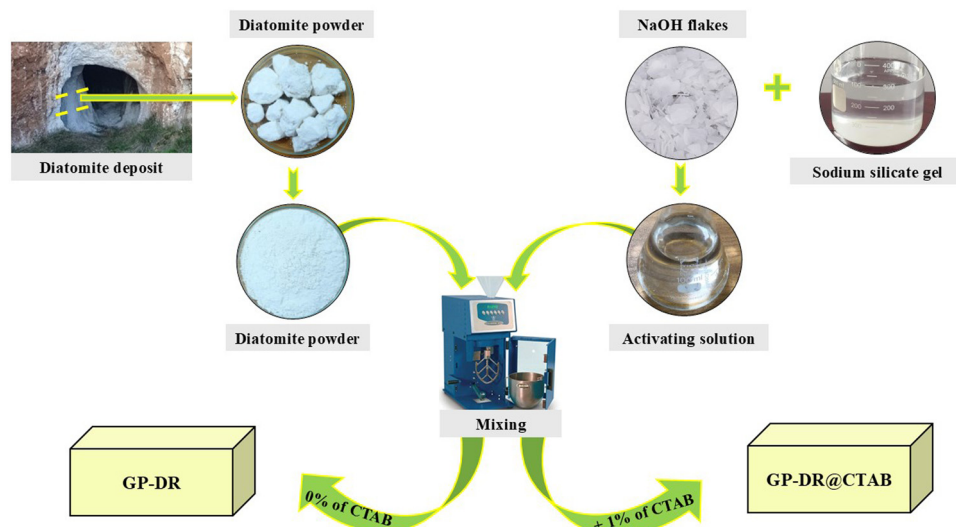 Diatomite powder
NaOH flakes
Diatomite deposit
Sodium silicate gel
Diatomite powder
Activating solution
Mixing
GP-DR
GP-DR@CTAB
0% of CTAB
+ 1% of CTAB